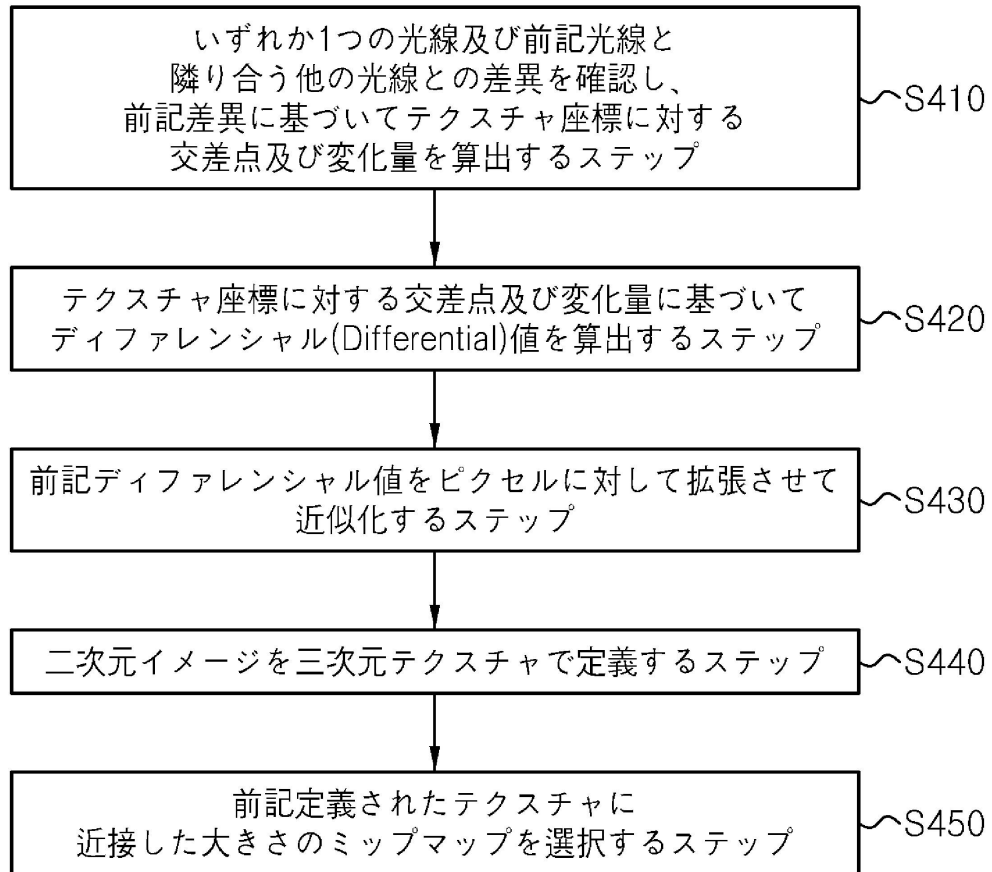 いずれか1つの光線及び前記光線と
隣り合う他の光線との差異を確認し、
前記差異に基づいてテクスチャ座標に対する
交差点及び変化量を算出するステップ
S410
テクスチャ座標に対する交差点及び変化量に基づいて
ディファレンシャル(Differential)値を算出するステップ
S420
前記ディファレンシャル値をピクセルに対して拡張させて
近似化するステップ
S430
二次元イメージを三次元テクスチャで定義するステップ
S440
前記定義されたテクスチャに
近接した大きさのミップマップを選択するステップ
S450